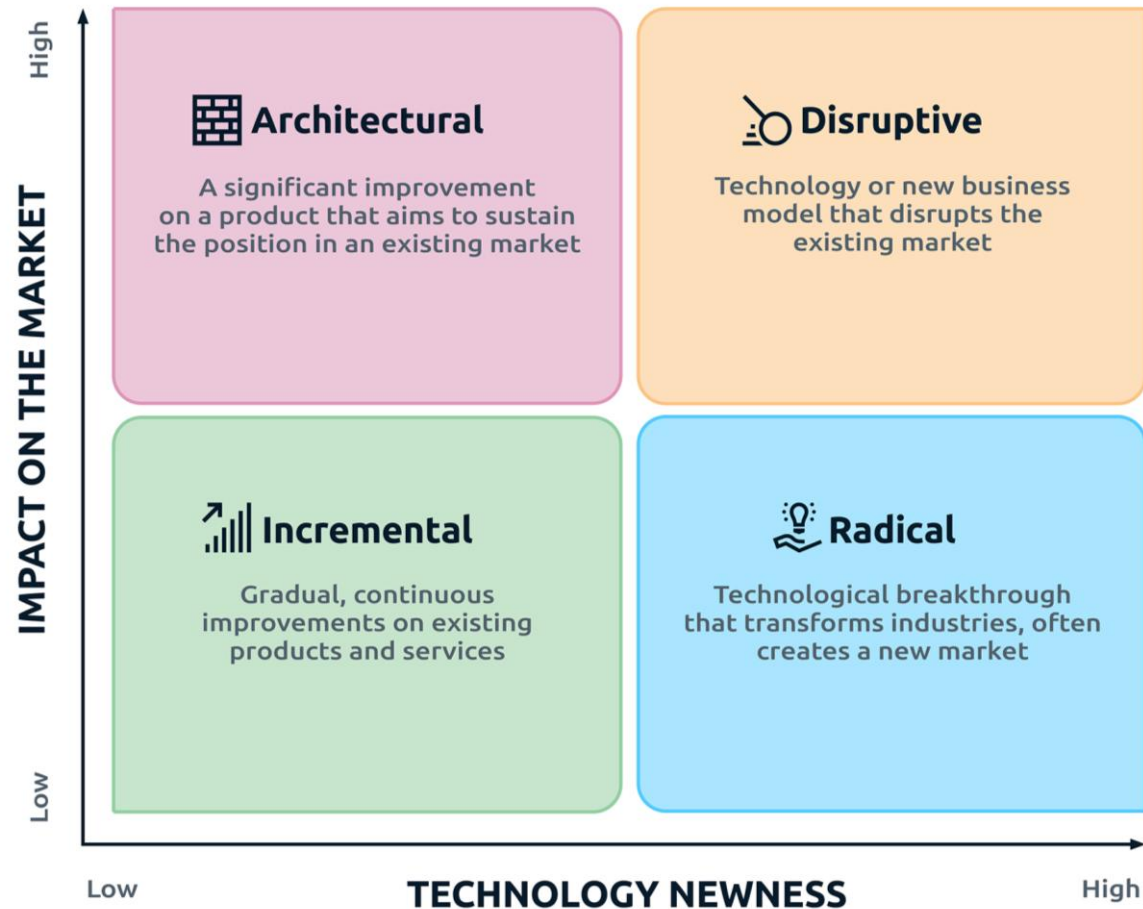 High
IMPACT ON THE MARKET
Low
Architectural
A significant improvement
on a product that aims to sustain
the position in an existing market
Disruptive
Technology or new business
model that disrupts the
existing market
Incremental
Gradual, continuous
improvements on existing
products and services
Radical
Technological breakthrough
that transforms industries, often
creates a new market
Low
TECHNOLOGY NEWNESS
High